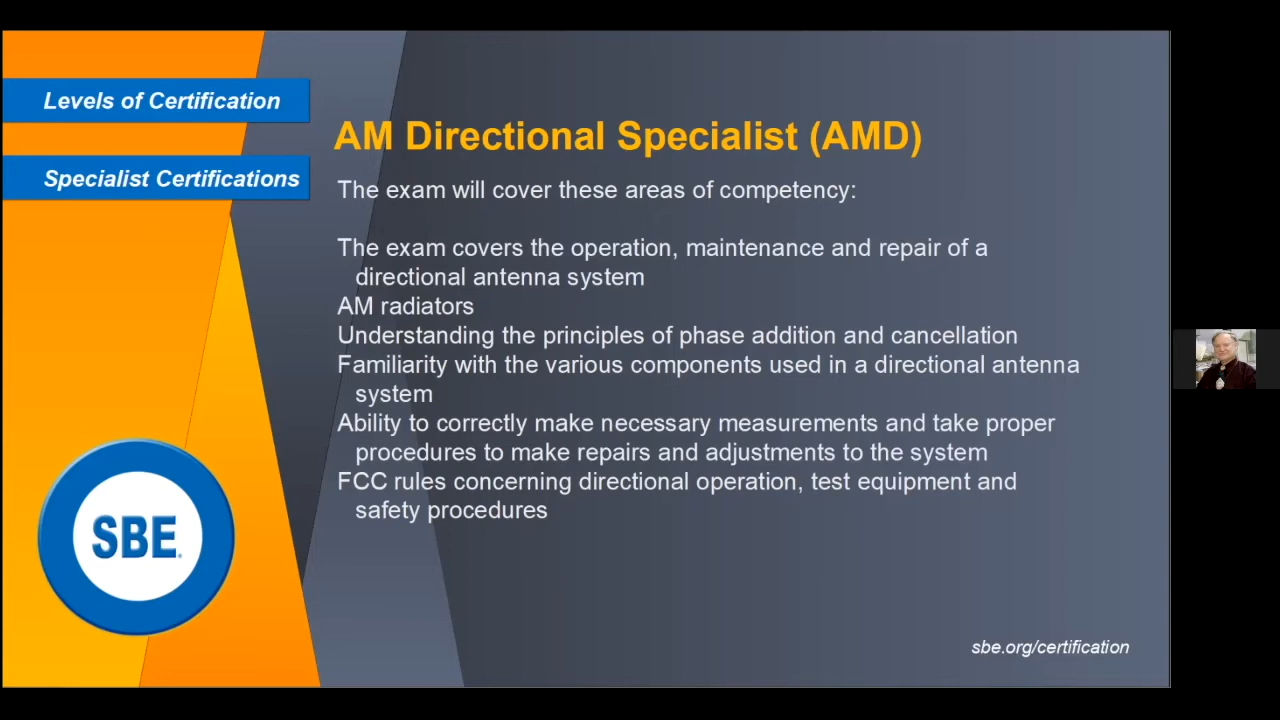 Levels of Certification
Specialist Certifications
AM Directional Specialist (AMD)
The exam will cover these areas of competency:
The exam covers the operation, maintenance and repair of a
directional antenna system
AM radiators
Understanding the principles of phase addition and cancellation
Familiarity with the various components used in a directional antenna
system
Ability to correctly make necessary measurements and take proper
procedures to make repairs and adjustments to the system
FCC rules concerning directional operation, test equipment and
safety procedures
SBE.
sbe.org/certification